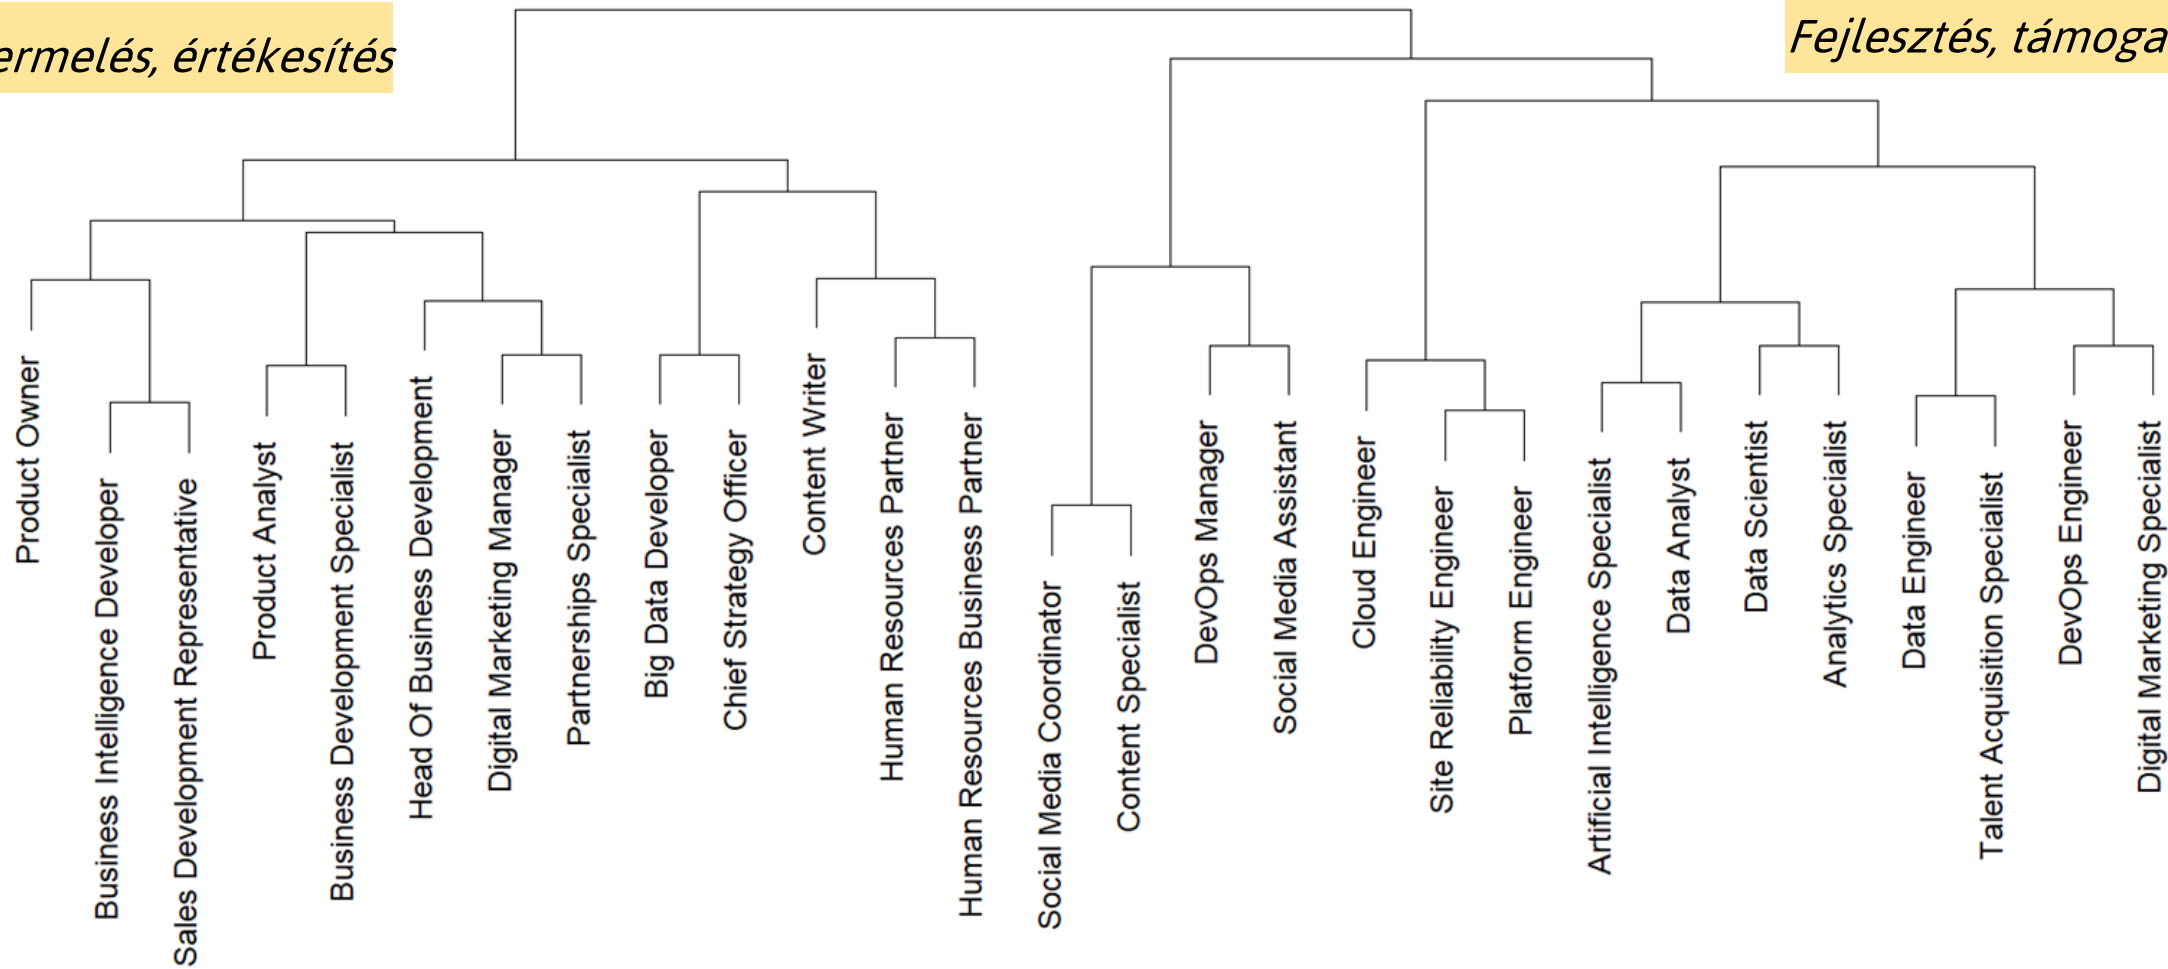 ermelés, értékesítés
Fejlesztés, támoga
Product Owner
Business Intelligence Developer
Sales Development Representative
Product Analyst
Business Development Specialist
Head Of Business Development
Digital Marketing Manager
Partnerships Specialist
Big Data Developer
Chief Strategy Officer
Content Writer
Human Resources Partner
Human Resources Business Partner
Social Media Coordinator
Content Specialist
DevOps Manager
Social Media Assistant
Cloud Engineer
Site Reliability Engineer
Platform Engineer
Artificial Intelligence Specialist
Data Analyst
Data Scientist
Analytics Specialist
Data Engineer
Talent Acquisition Specialist
DevOps Engineer
Digital Marketing Specialist